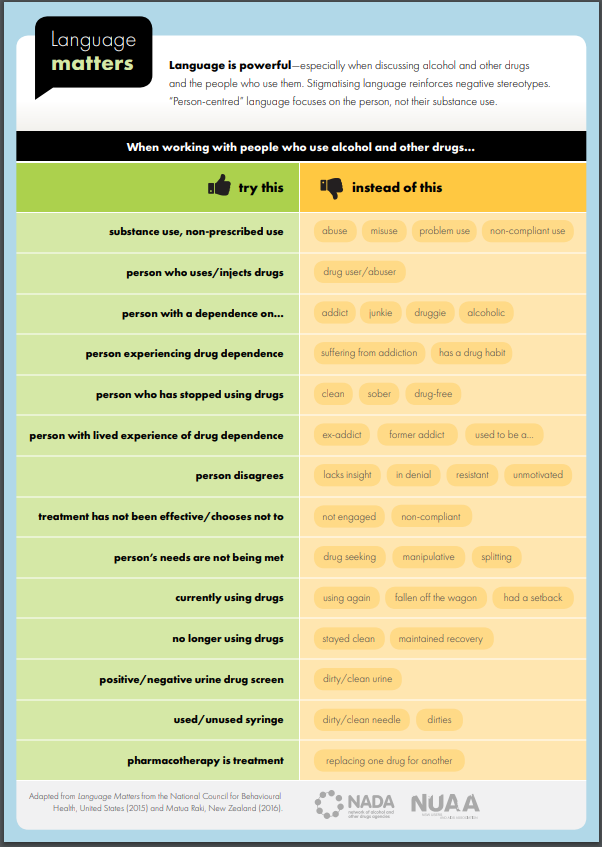 Language
matters
Language is powerful—especially when discussing alcohol and other drugs
and the people who use them. Stigmatising language reinforces negative stereotypes.
“Person-centred” language focuses on the person, not their substance use.
When working with people who use alcohol and other drugs...
try this instead of this
substance use, non-prescribed use abuse misuse problem use non-compliant use
person who uses/injects drugs drug user/abuser
person with a dependence on... addict junkie druggie alcoholic
person experiencing drug dependence suffering from addiction has a drug habit
person who has stopped using drugs clean sober drug-free
person with lived experience of drug dependence ex-addict former addict used to be a...
person disagrees lacks insight in denial resistant unmotivated
treatment has not been effective/chooses not to not engaged non-compliant
person’s needs are not being met drug seeking manipulative splitting
currently using drugs using again fallen off the wagon had a setback
no longer using drugs stayed clean maintained recovery
positive/negative urine drug screen dirty/clean urine
used/unused syringe dirty/clean needle dirties
pharmacotherapy is treatment replacing one drug for another
Adapted from Language Matters from the National Council for Behavioural
Health, United States (2015) and Matua Raki, New Zealand (2016).
NADA
network of alcohol and
other drugs agencies
NUAA